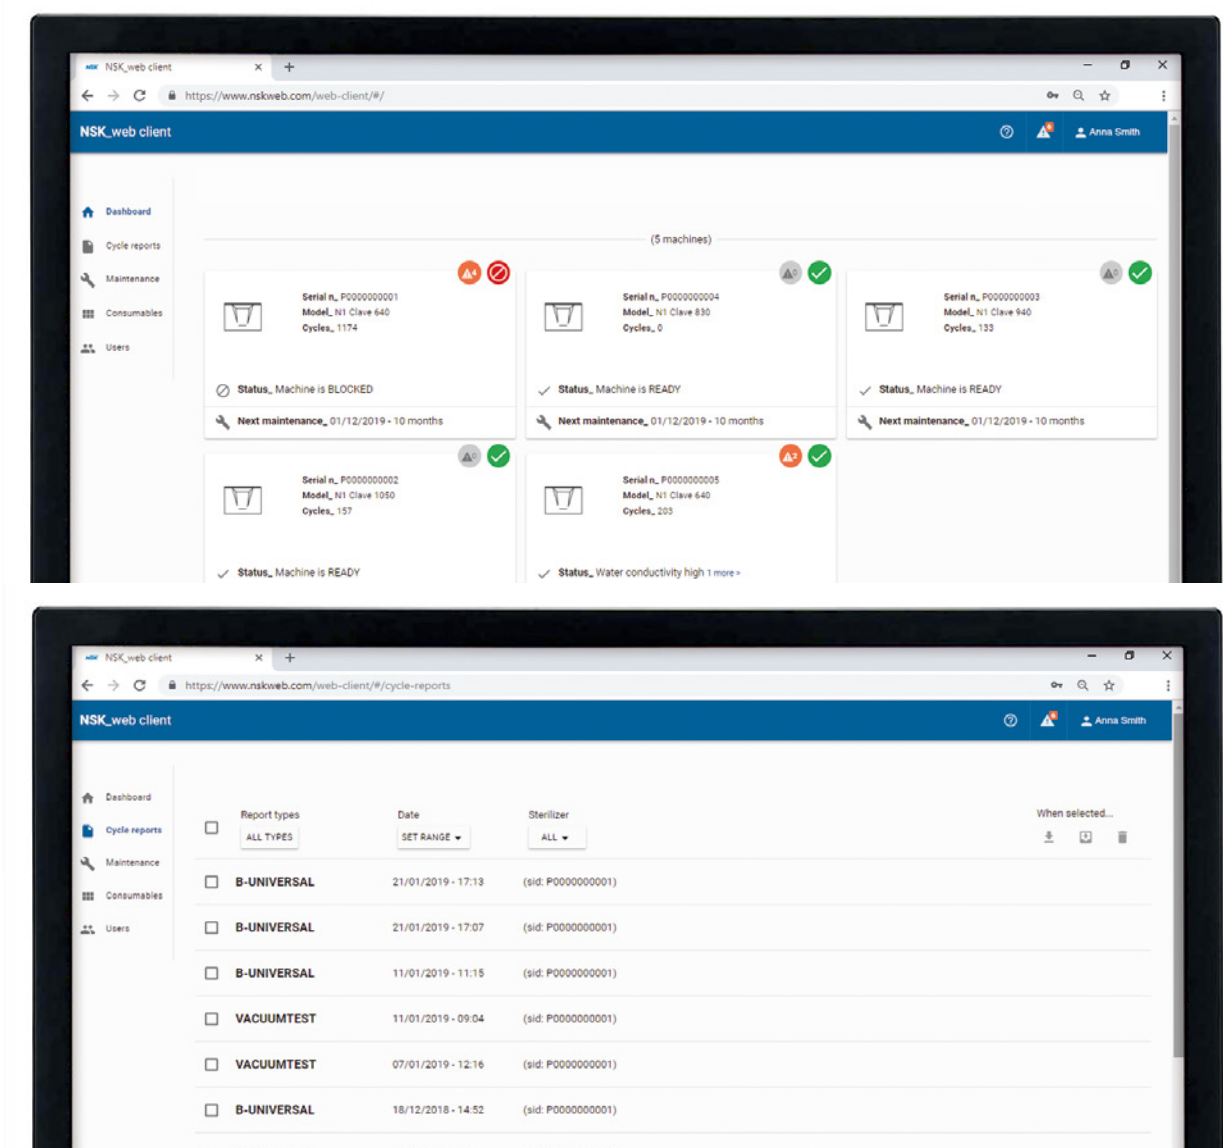 NSK NSK_web client × +
https://www.nskweb.com/web-client/#/
NSK_web client
Anna Smith
Dashboard
Cycle reports
Maintenance
Consumables
Users
(5 machines)
4
Serial n_ P0000000001
Model_ N1 Clave 640
Cycles_ 1174
Status_ Machine is BLOCKED
Next maintenance_ 01/12/2019 - 10 months
0
Serial n_ P0000000004
Model_ N1 Clave 830
Cycles_ 0
Status_ Machine is READY
Next maintenance_ 01/12/2019 - 10 months
0
Serial n_ P0000000003
Model_ N1 Clave 940
Cycles_ 133
Status_ Machine is READY
Next maintenance_ 01/12/2019 - 10 months
0
Serial n_ P0000000002
Model_ N1 Clave 1050
Cycles_ 157
Status_ Machine is READY
2
Serial n_ P0000000005
Model_ N1 Clave 640
Cycles_ 203
Status_ Water conductivity high 1 more >
NSK NSK_web client × +
https://www.nskweb.com/web-client/#/cycle-reports
NSK_web client
Anna Smith
Dashboard
Cycle reports
Maintenance
Consumables
Users
Report types Date Sterilizer When selected...
ALL TYPES SET RANGE ALL
B-UNIVERSAL 21/01/2019 - 17:13 (sid: P0000000001)
B-UNIVERSAL 21/01/2019 - 17:07 (sid: P0000000001)
B-UNIVERSAL 11/01/2019 - 11:15 (sid: P0000000001)
VACUUMTEST 11/01/2019 - 09:04 (sid: P0000000001)
VACUUMTEST 07/01/2019 - 12:16 (sid: P0000000001)
B-UNIVERSAL 18/12/2018 - 14:52 (sid: P0000000001)